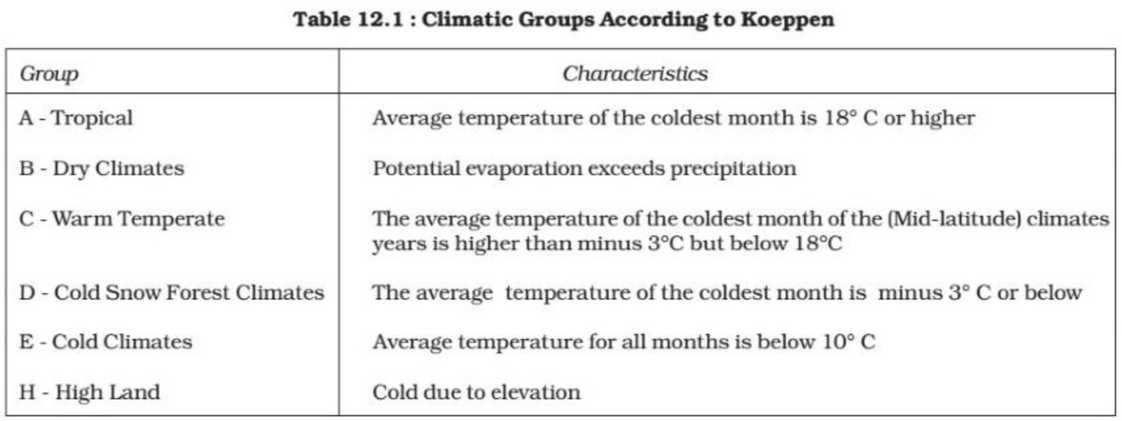 Table 12.1 : Climatic Groups According to Koeppen
Group Characteristics
A - Tropical Average temperature of the coldest month is 18° C or higher
B - Dry Climates Potential evaporation exceeds precipitation
C - Warm Temperate The average temperature of the coldest month of the (Mid-latitude) climates
years is higher than minus 3°C but below 18°C
D - Cold Snow Forest Climates The average temperature of the coldest month is minus 3° C or below
E - Cold Climates Average temperature for all months is below 10° C
H - High Land Cold due to elevation